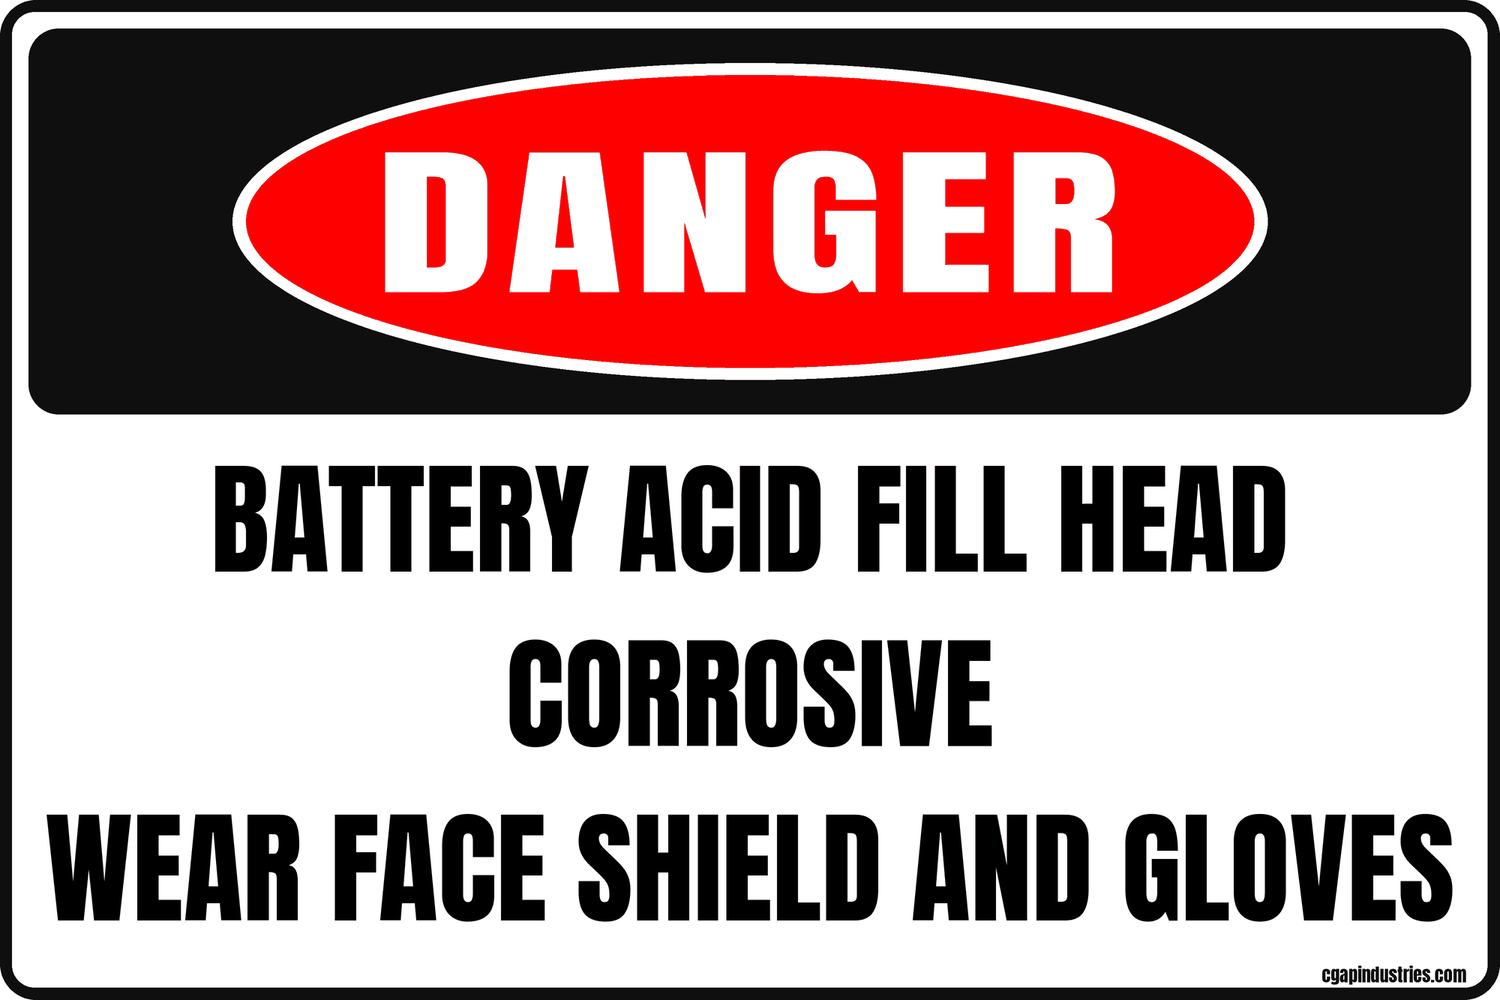 DANGER
BATTERY ACID FILL HEAD
CORROSIVE
WEAR FACE SHIELD AND GLOVES
cgapindustries.com